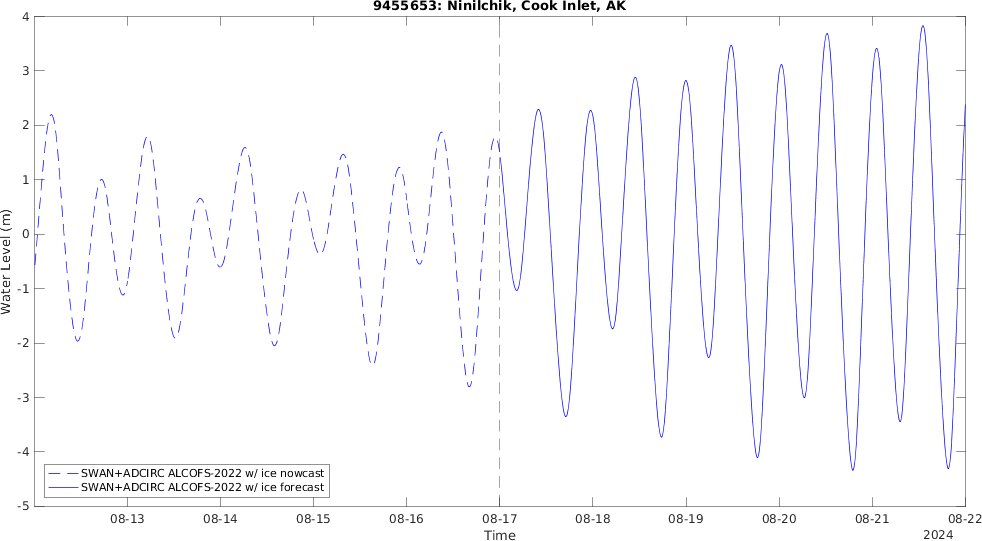 9455653: Ninilchik, Cook Inlet, AK
4
3
2
1
0
-1
-2
-3
-4
-5
Water Level (m)
SWAN+ADCIRC ALCOFS-2022 w/ ice nowcast
SWAN+ADCIRC ALCOFS-2022 w/ ice forecast
08-13 08-14 08-15 08-16 08-17 08-18 08-19 08-20 08-21 08-22
Time
2024